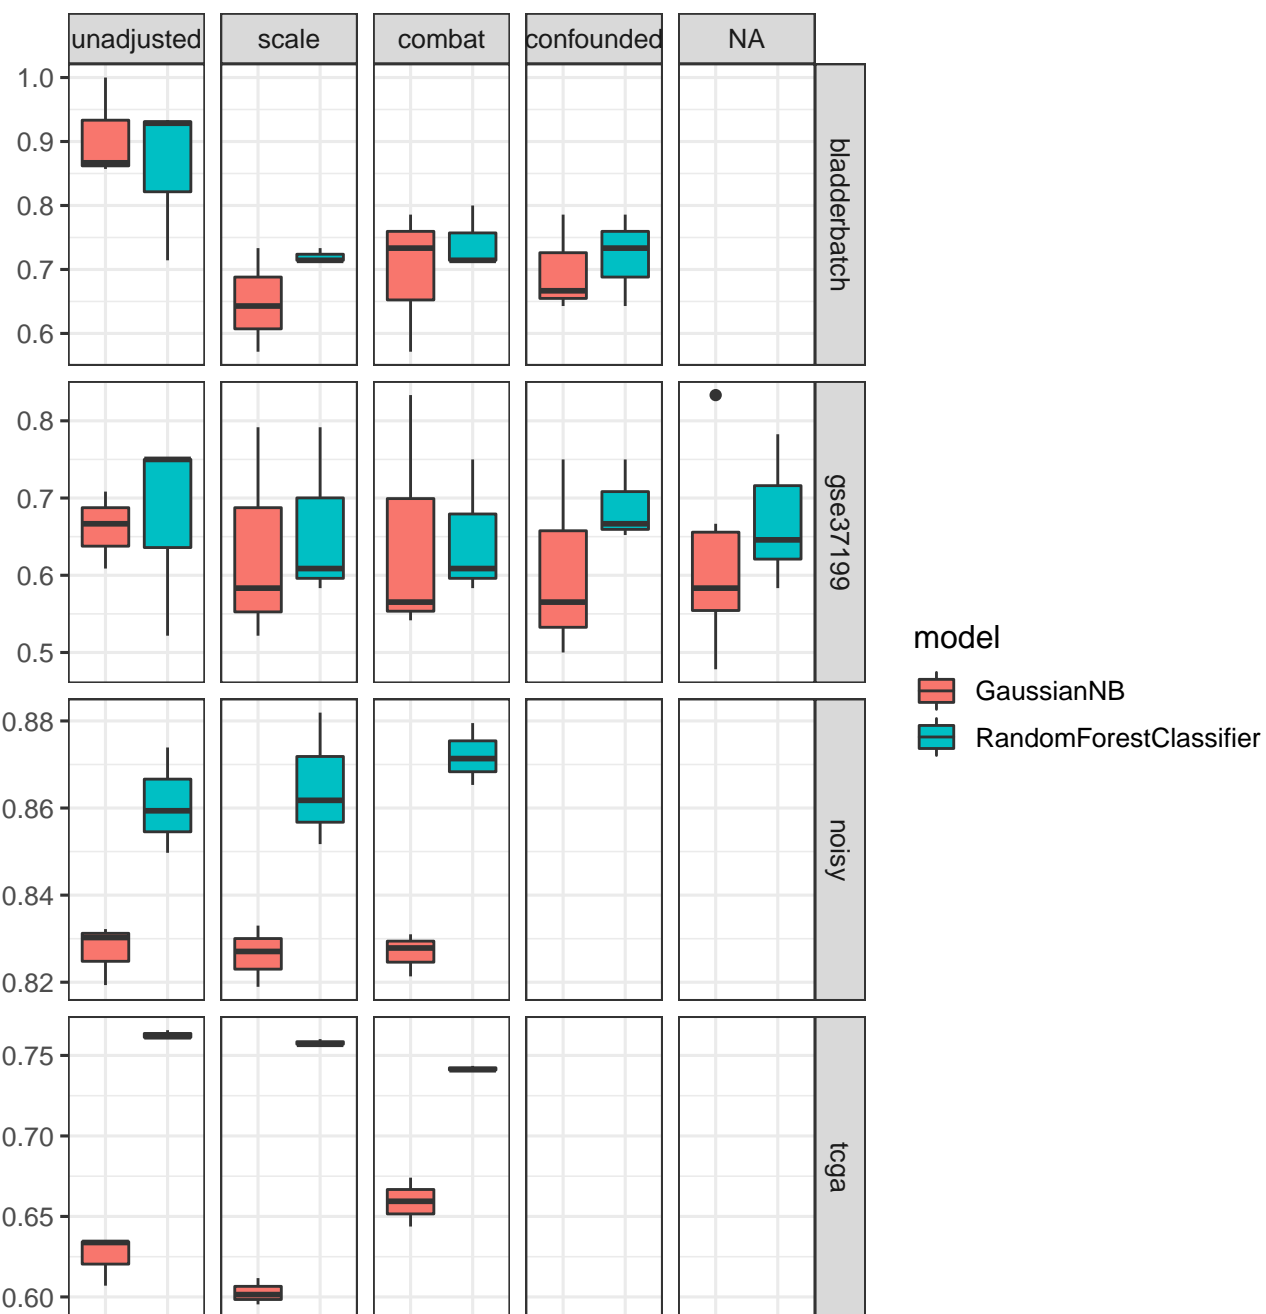 unadjusted scale combat confounded NA
1.0
0.9
0.8
0.7
0.6
bladderbatch
0.8
0.7
0.6
0.5
gse37199
0.88
0.86
0.84
0.82
noisy
0.75
0.70
0.65
0.60
tcga
model
GaussianNB
RandomForestClassifier